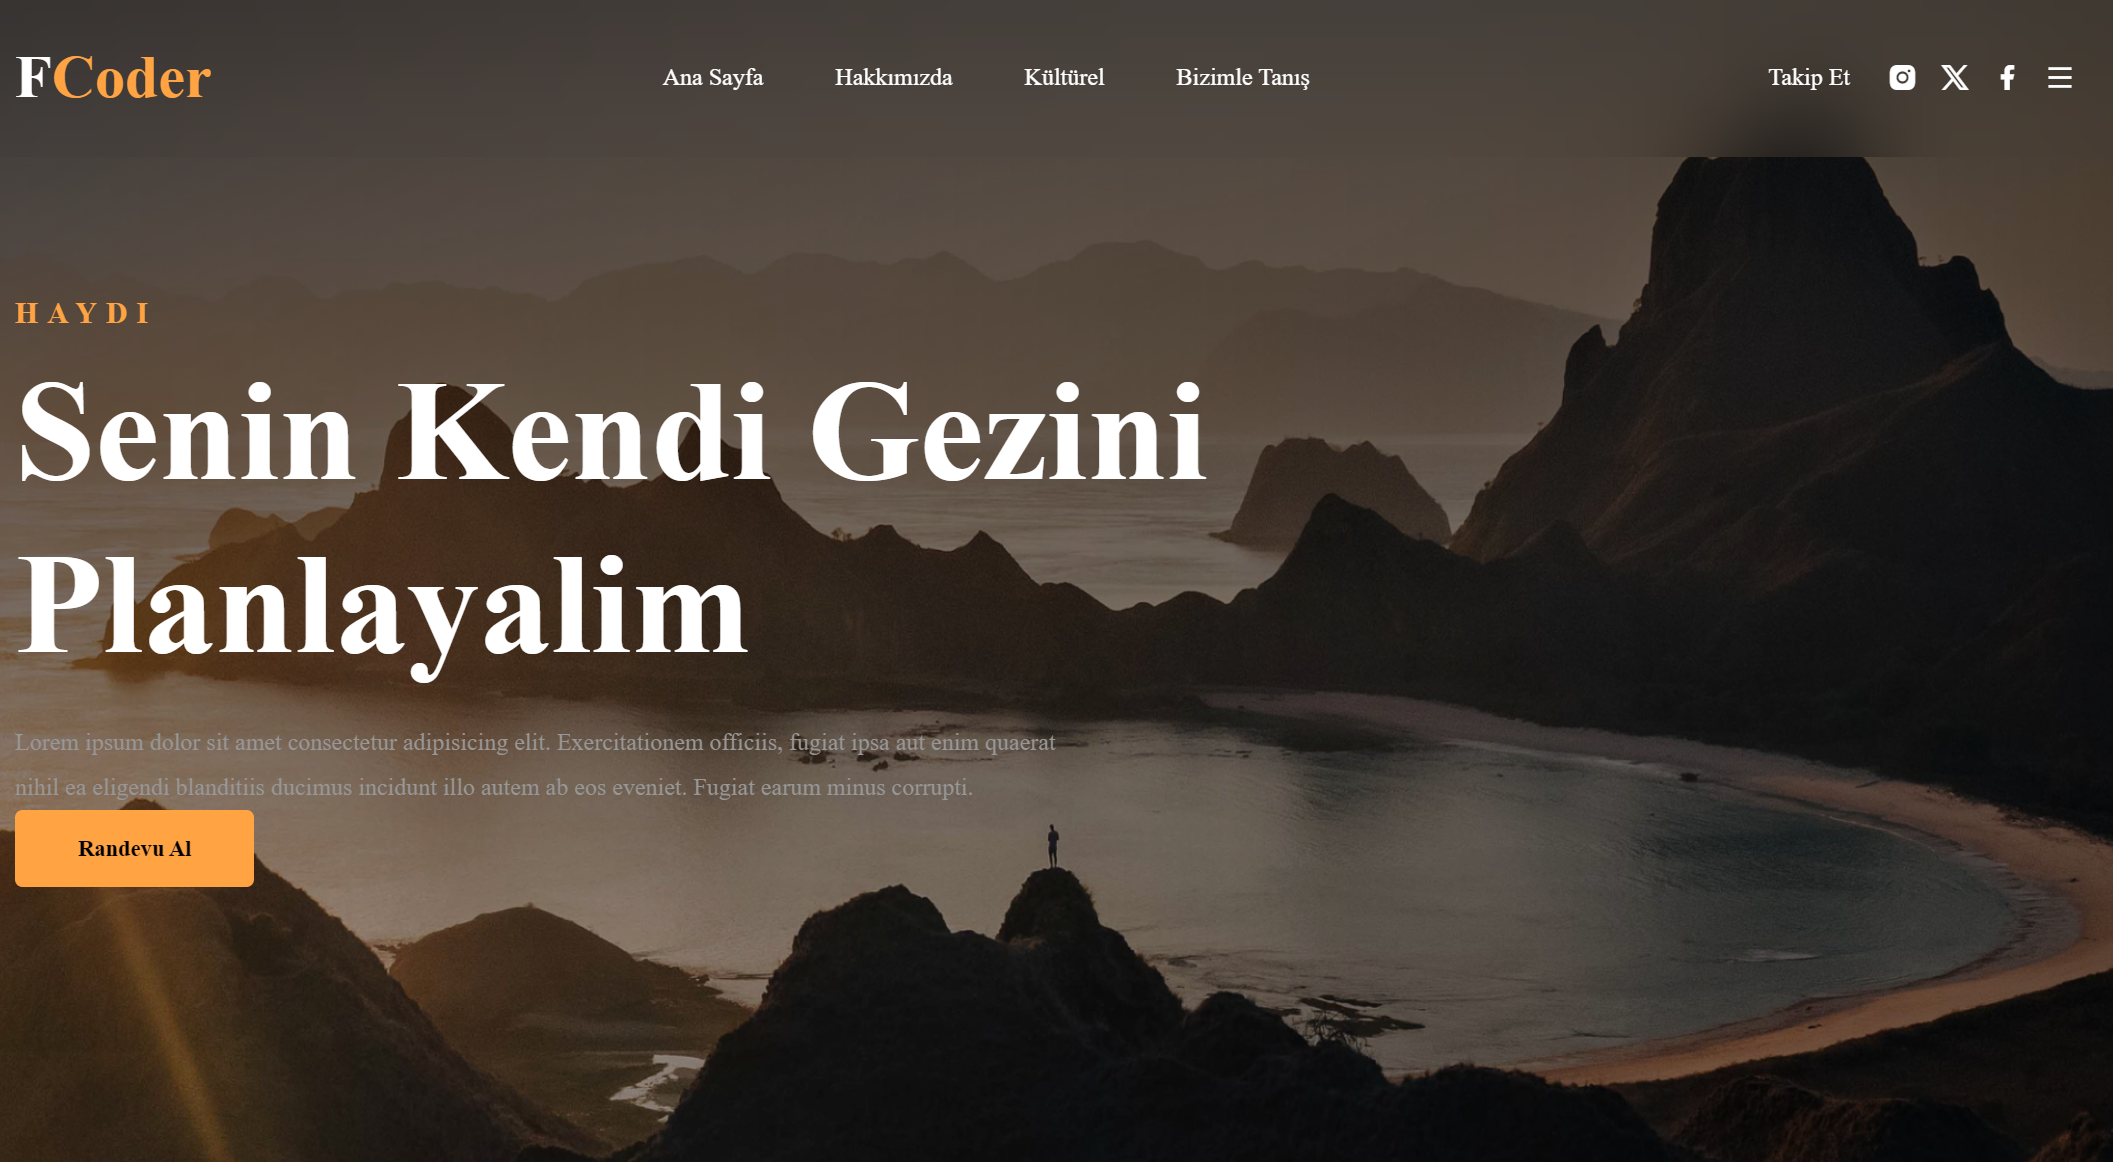 FCoder
Ana Sayfa Hakkımızda Kültürel Bizimle Tanış
Takip Et
HAYDI
Senin Kendi Gezini
Planlayalim
Lorem ipsum dolor sit amet consectetur adipisicing elit. Exercitationem officiis, fugiat ipsa aut enim quaerat
nihil ea eligendi blanditiis ducimus incidunt illo autem ab eos eveniet. Fugiat earum minus corrupti.
Randevu Al